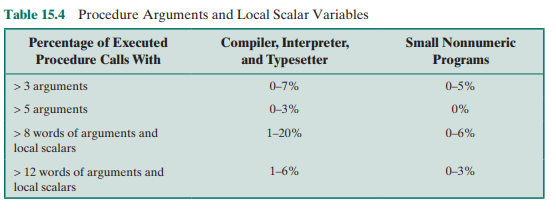 Table 15.4 Procedure Arguments and Local Scalar Variables
Percentage of Executed Procedure Calls With
Compiler, Interpreter, and Typesetter
Small Nonnumeric Programs
> 3 arguments 0–7% 0–5%
> 5 arguments 0–3% 0%
> 8 words of arguments and local scalars 1–20% 0–6%
> 12 words of arguments and local scalars 1–6% 0–3%